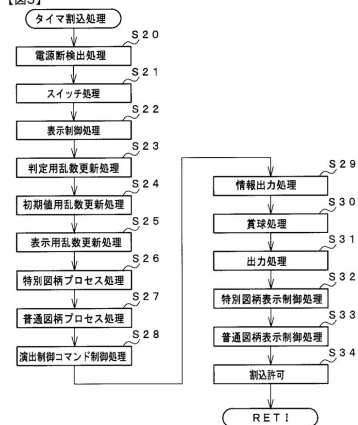 【図5】
タイマ割込処理
S20
電源断検出処理
S21
スイッチ処理
S22
表示制御処理
S23
判定用乱数更新処理
S24
初期値用乱数更新処理
S25
表示用乱数更新処理
S26
特別図柄プロセス処理
S27
普通図柄プロセス処理
S28
演出制御コマンド制御処理
S29
情報出力処理
S30
賞球処理
S31
出力処理
S32
特別図柄表示制御処理
S33
普通図柄表示制御処理
S34
割込許可
RETI